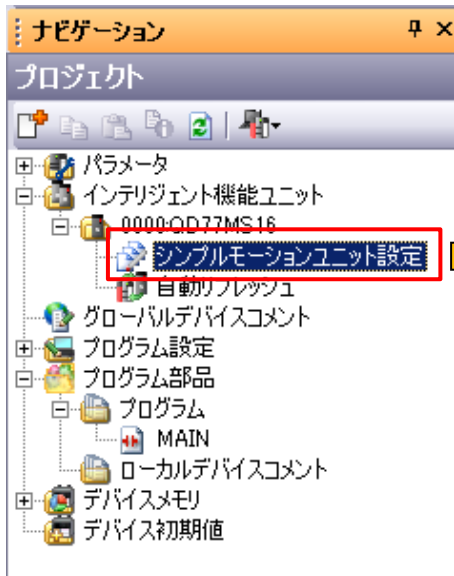 ナビゲーション
プロジェクト
パラメータ
インテリジェント機能ユニット
0000:QD77MS16
シンプルモーションユニット設定
自動リフレッシュ
グローバルデバイスコメント
プログラム設定
プログラム部品
プログラム
MAIN
ローカルデバイスコメント
デバイスメモリ
デバイス初期値